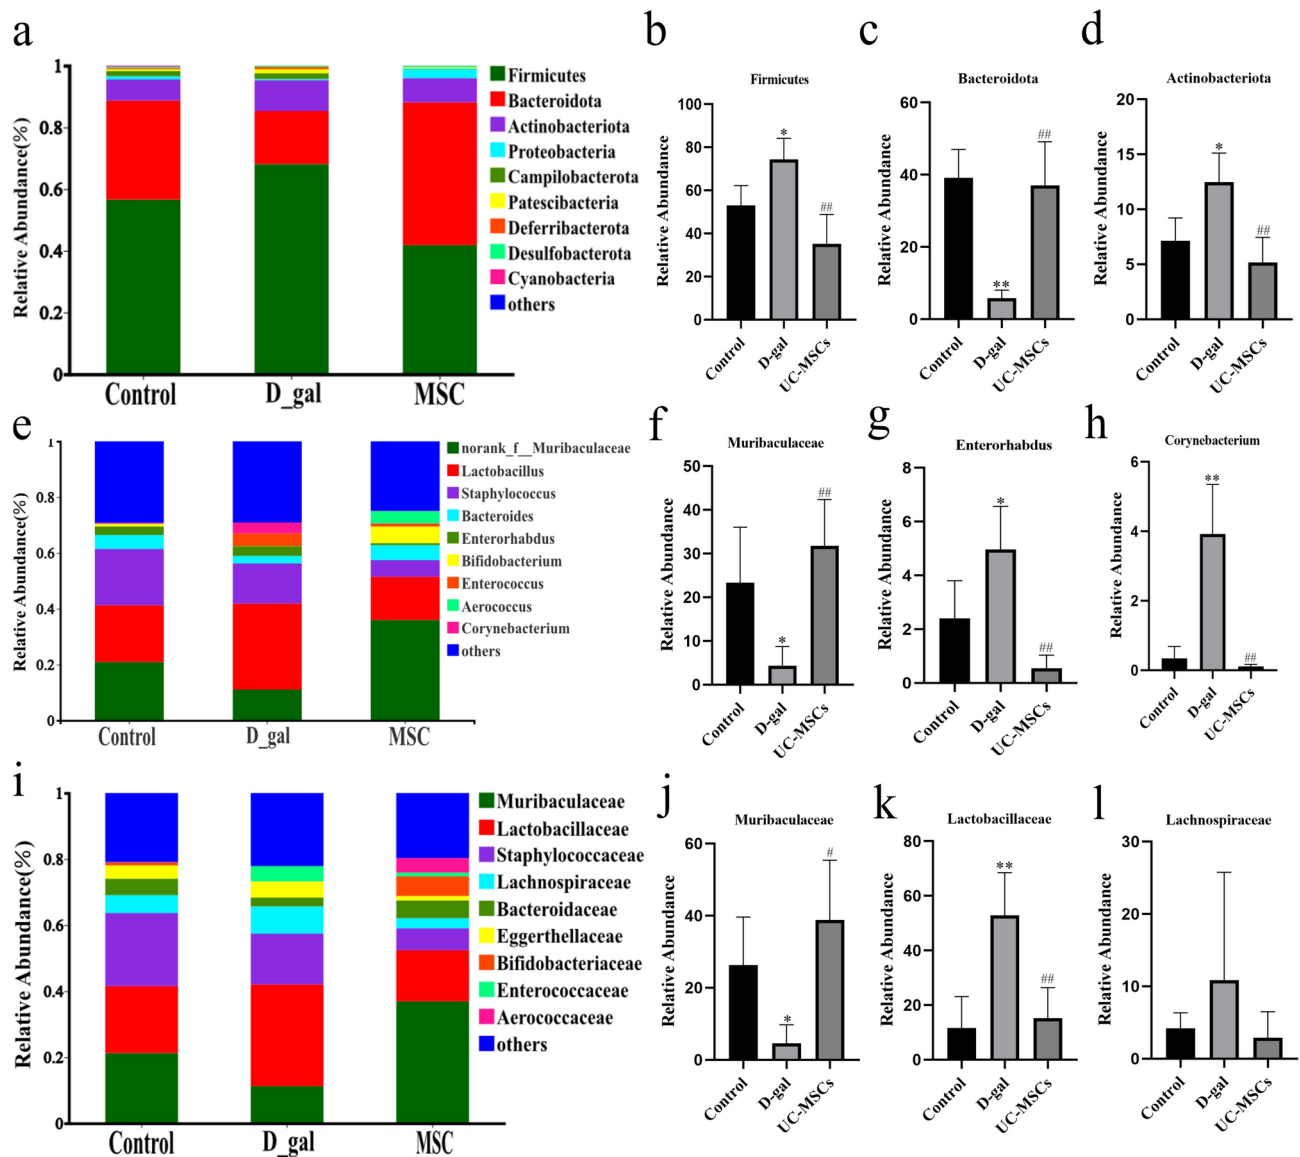 a
Relative Abundance(%)
1
0.8
0.6
0.4
0.2
0
Control
D_gal
MSC
Firmicutes
Bacteroidota
Actinobacteriota
Proteobacteria
Campilobacterota
Patescibacteria
Deferribacterota
Desulfobacterota
Cyanobacteria
others
b
Firmicutes
Relative Abundance
100
80
60
40
20
0
*
##
Control
D-gal
UC-MSCs
c
Bacteroidota
Relative Abundance
60
40
20
0
**
##
Control
D-gal
UC-MSCs
d
Actinobacteriota
Relative Abundance
20
15
10
5
0
*
##
Control
D-gal
UC-MSCs
e
Relative Abundance(%)
1
0.8
0.6
0.4
0.2
0
Control
D_gal
MSC
norank_f__Muribaculaceae
Lactobacillus
Staphylococcus
Bacteroides
Enterorhabdus
Bifidobacterium
Enterococcus
Aerococcus
Corynebacterium
others
f
Muribaculaceae
Relative Abundance
50
40
30
20
10
0
*
##
Control
D-gal
UC-MSCs
g
Enterorhabdus
Relative Abundance
8
6
4
2
0
*
##
Control
D-gal
UC-MSCs
h
Corynebacterium
Relative Abundance
6
4
2
0
**
##
Control
D-gal
UC-MSCs
i
Relative Abundance(%)
1
0.8
0.6
0.4
0.2
0
Control
D_gal
MSC
Muribaculaceae
Lactobacillaceae
Staphylococcaceae
Lachnospiraceae
Bacteroidaceae
Eggerthellaceae
Bifidobacteriaceae
Enterococcaceae
Aerococcaceae
others
j
Muribaculaceae
Relative Abundance
60
40
20
0
*
#
Control
D-gal
UC-MSCs
k
Lactobacillaceae
Relative Abundance
80
60
40
20
0
**
##
Control
D-gal
UC-MSCs
l
Lachnospiraceae
Relative Abundance
30
20
10
0
Control
D-gal
UC-MSCs